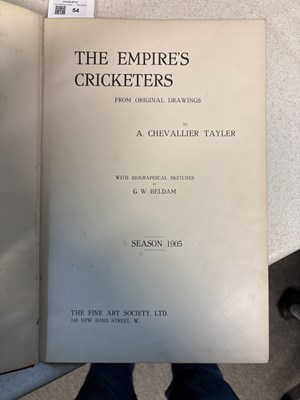 54
THE EMPIRE'S
CRICKETERS
FROM ORIGINAL DRAWINGS
BY
A. CHEVALLIER TAYLER
WITH BIOGRAPHICAL SKETCHES
BY
G. W. BELDAM
SEASON 1905
THE FINE ART SOCIETY, LTD.
148 NEW BOND STREET, W.